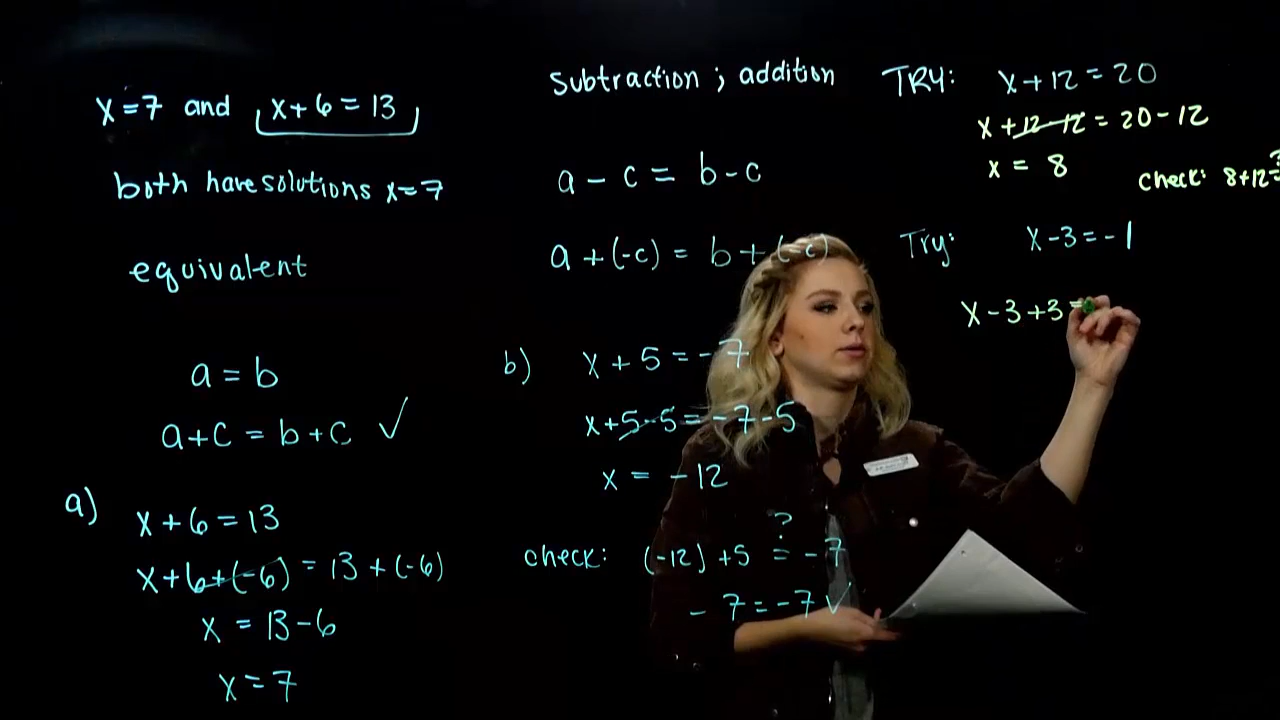 x=7 and x+6=13
both have solutions x=7
equivalent
a=b
a+c=b+c ✓
a) x+6=13
x+6+(-6)=13+(-6)
x=13-6
x=7
Subtraction ; addition
a-c=b-c
a+(-c)=b+(-c)
b) x+5=-7
x+5-5=-7-5
x=-12
check: (-12)+5 ?= -7
-7=-7 ✓
TRY: x+12=20
x+12-12=20-12
x=8
check: 8+12 ?=
Try: x-3=-1
x-3+3=